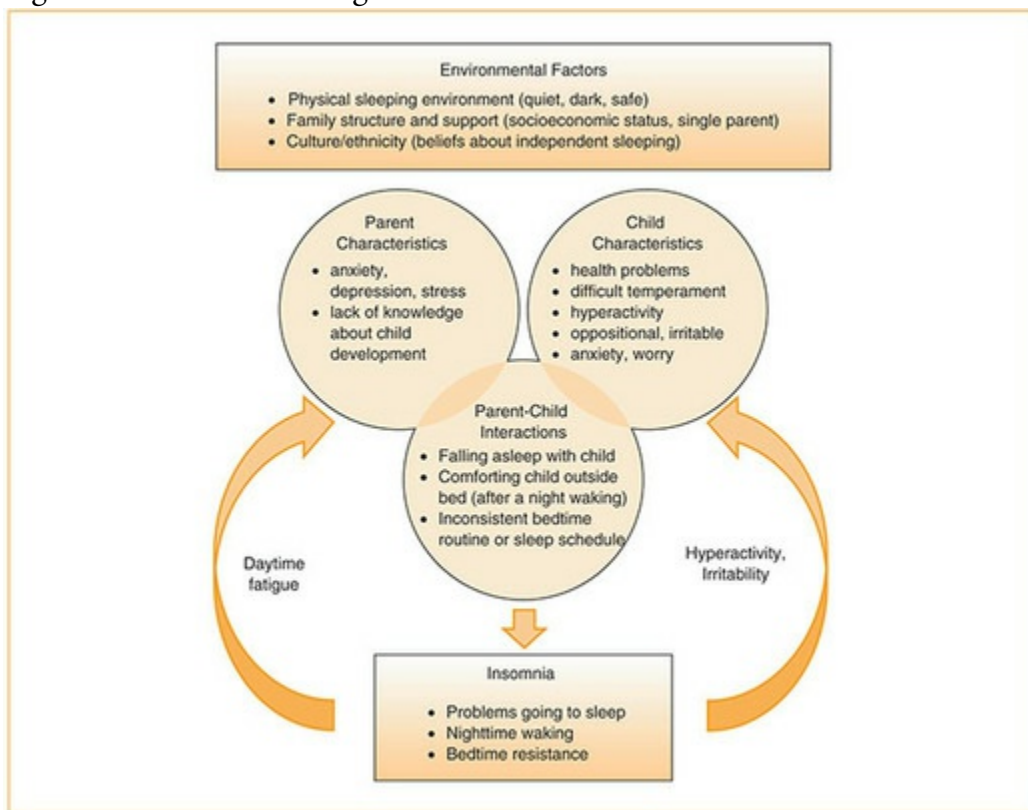 Environmental Factors
• Physical sleeping environment (quiet, dark, safe)
• Family structure and support (socioeconomic status, single parent)
• Culture/ethnicity (beliefs about independent sleeping)
Parent
Characteristics
• anxiety,
depression, stress
• lack of knowledge
about child
development
Child
Characteristics
• health problems
• difficult temperament
• hyperactivity
• oppositional, irritable
• anxiety, worry
Parent-Child
Interactions
• Falling asleep with child
• Comforting child outside
bed (after a night waking)
• Inconsistent bedtime
routine or sleep schedule
Daytime
fatigue
Hyperactivity,
Irritability
Insomnia
• Problems going to sleep
• Nighttime waking
• Bedtime resistance